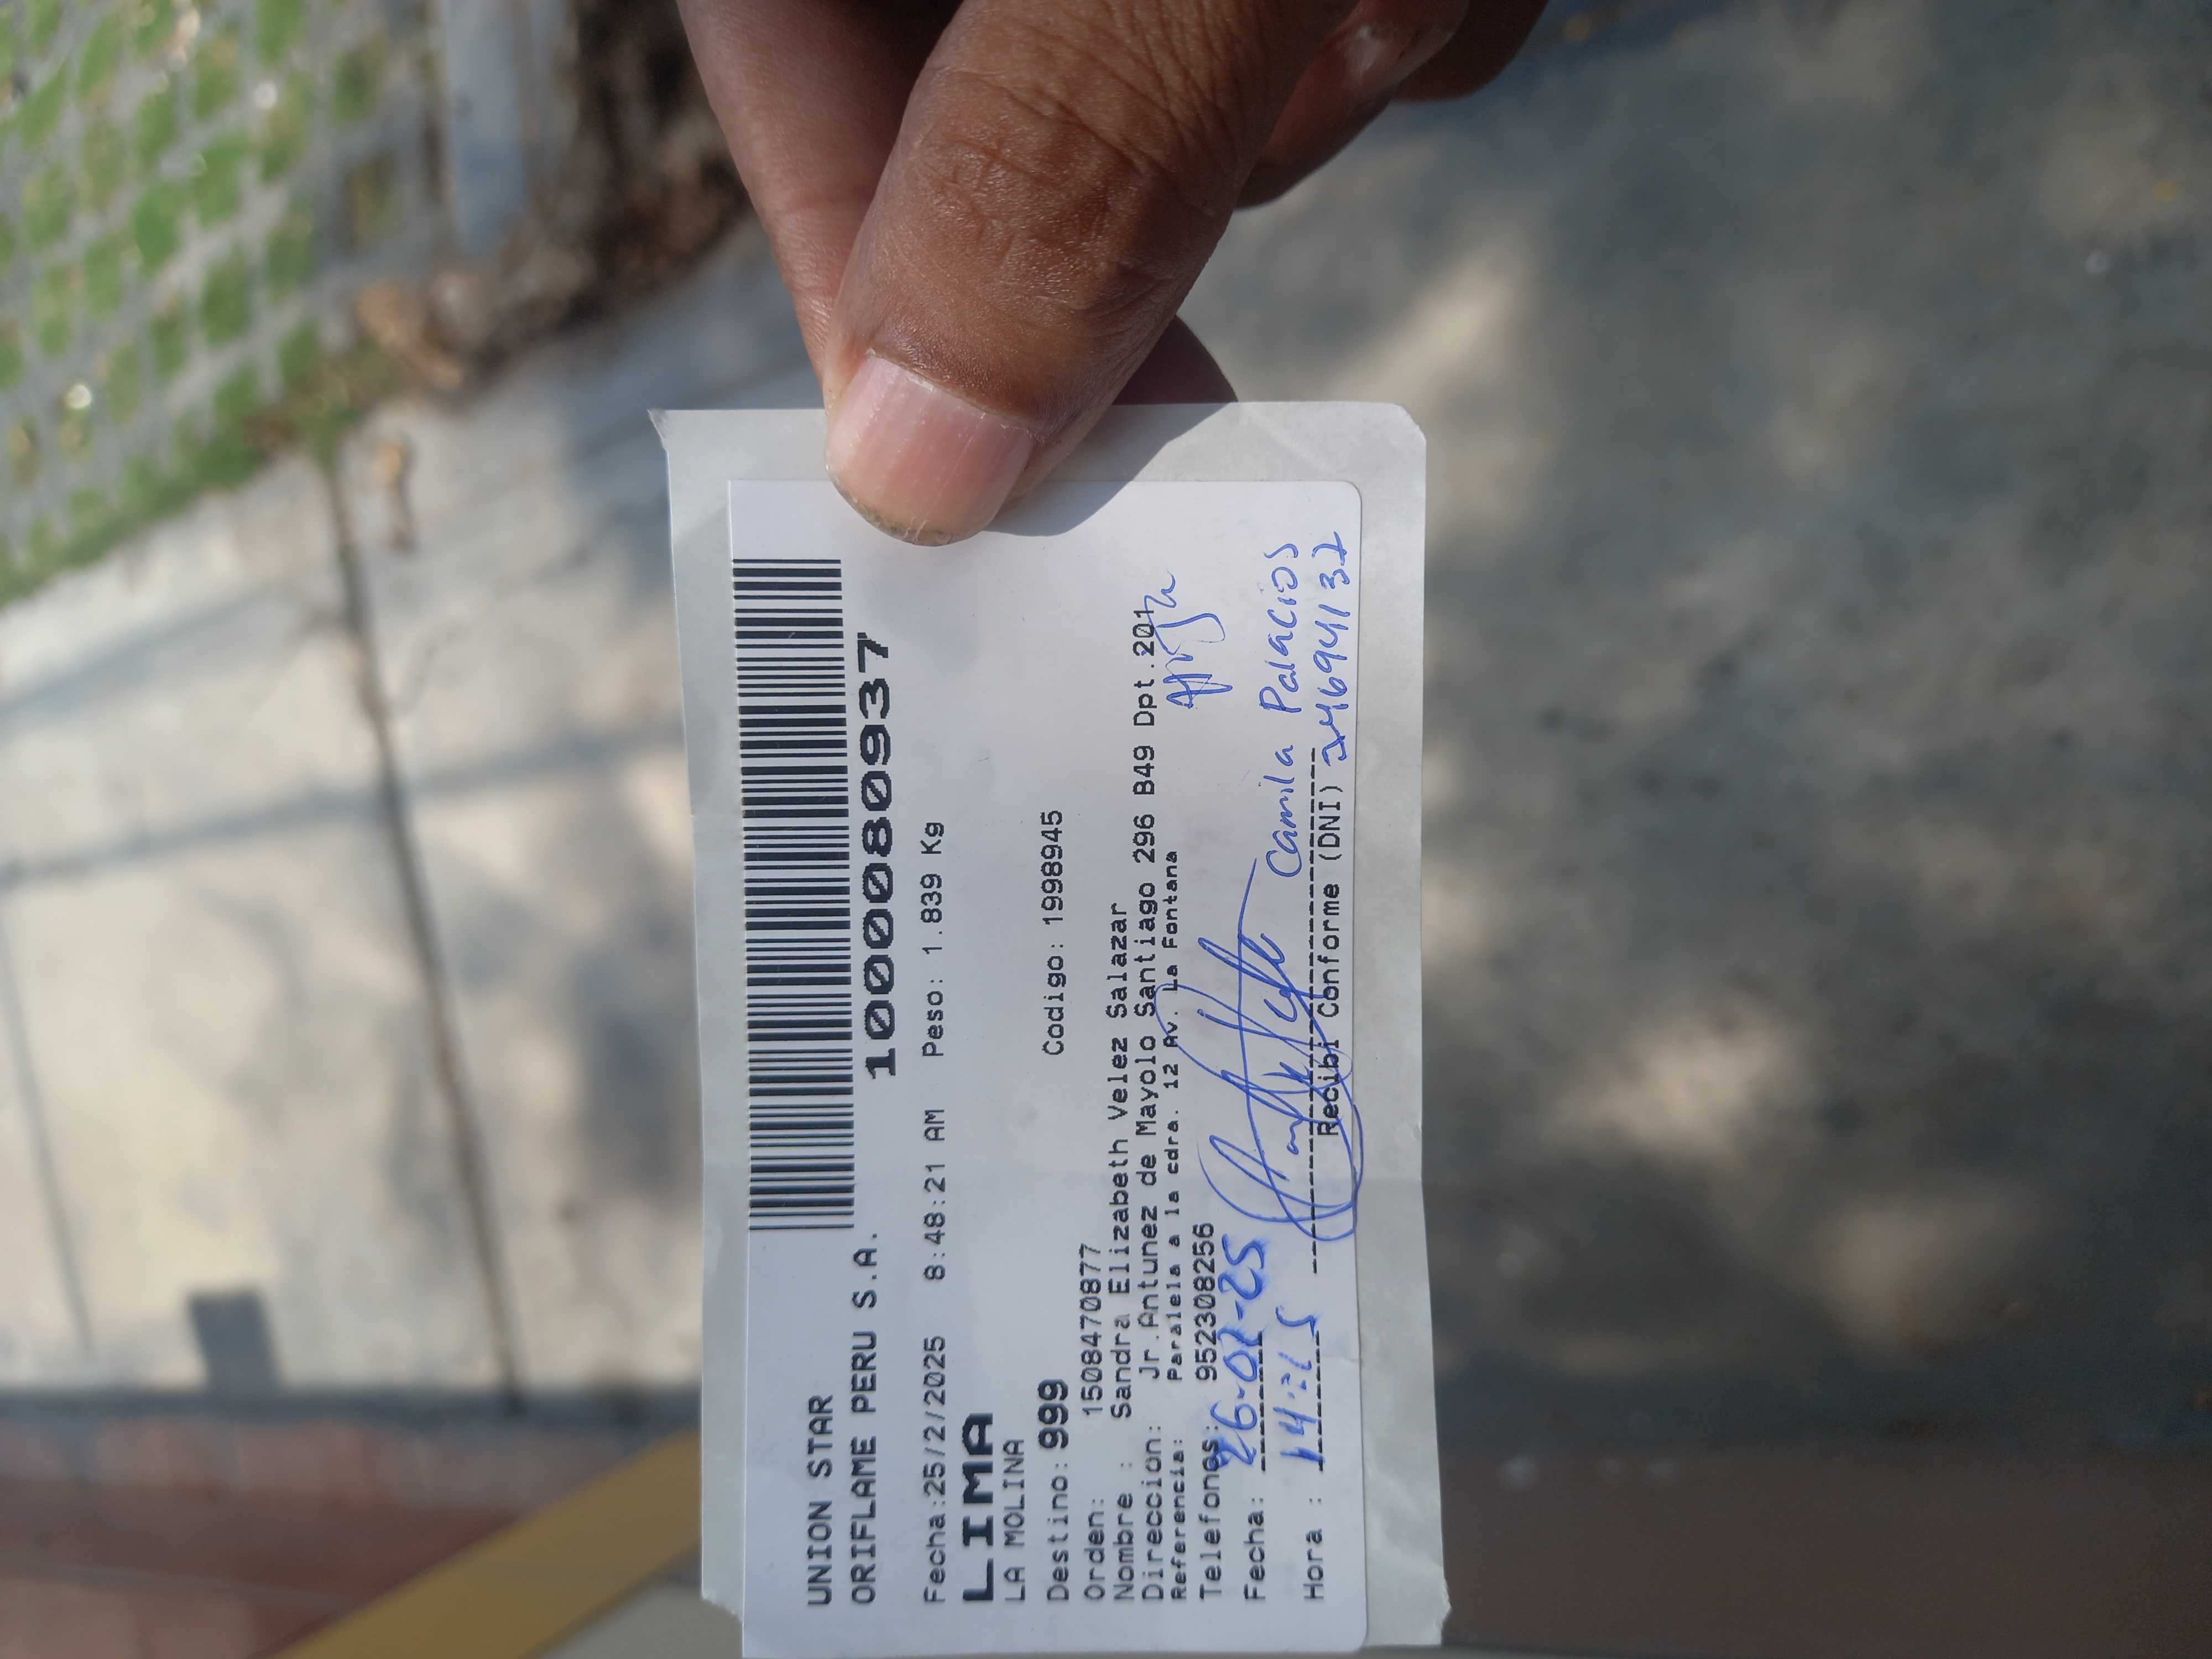 UNION STAR
ORIFLAME PERU S.A.
1000080937
Fecha:25/2/2025 8:48:21 AM Peso: 1.839 Kg
LIMA
LA MOLINA
Destino: 999 Codigo: 1998945
Orden: 1508470877
Nombre : Sandra Elizabeth Velez Salazar
Direccion: Jr.Antunez de Mayolo Santiago 296 B49 Dpt.201
Referencia: Paralela a la cdra. 12 Av. La Fontana
Telefonos: 952308256
Fecha: 26-02-25
Camila Palacios
Hora : 14:21
Recibi Conforme (DNI) 74694132